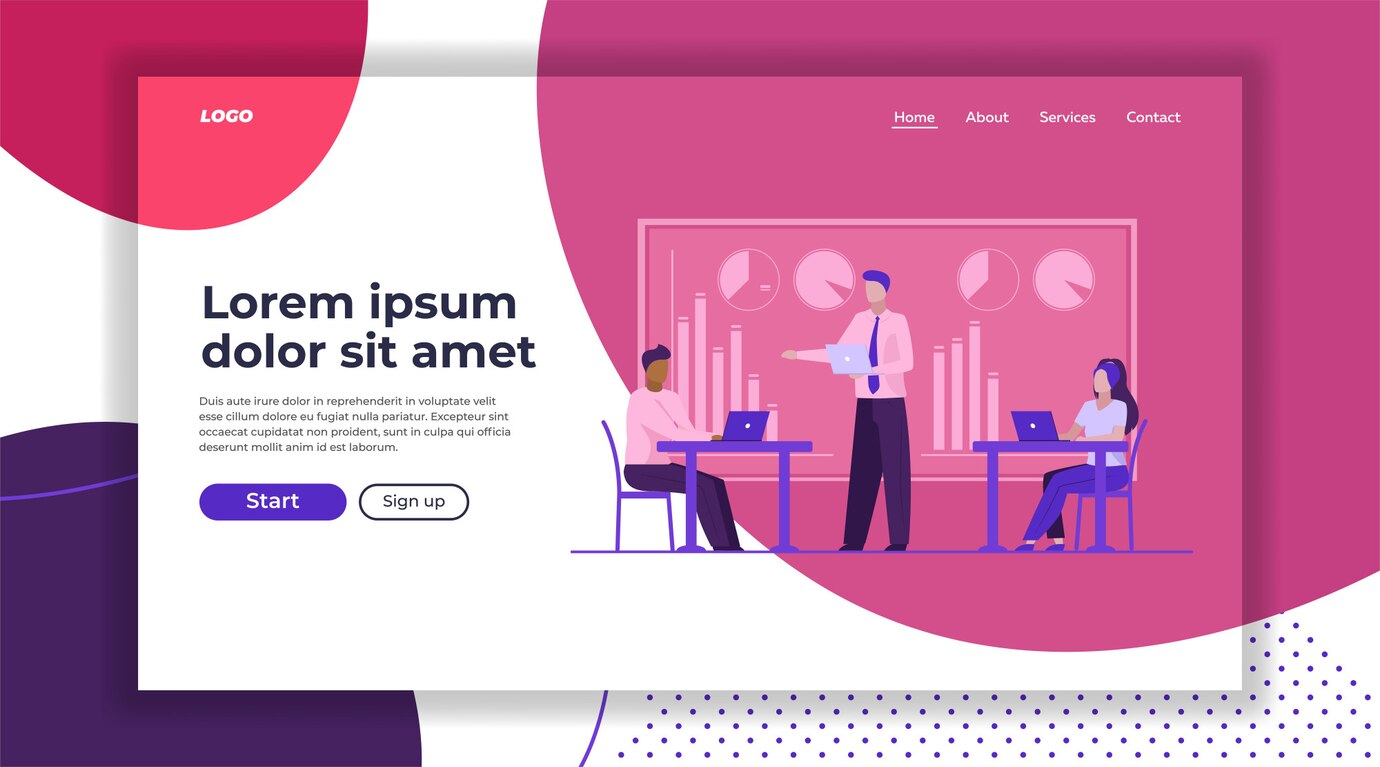 LOGO
Home About Services Contact
Lorem ipsum
dolor sit amet
Duis aute irure dolor in reprehenderit in voluptate velit
esse cillum dolore eu fugiat nulla pariatur. Excepteur sint
occaecat cupidatat non proident, sunt in culpa qui officia
deserunt mollit anim id est laborum.
Start Sign up